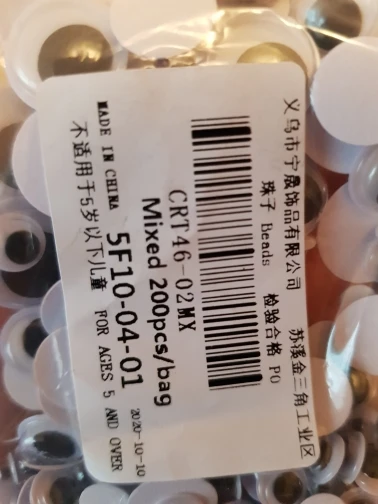 义乌市宁晟饰品有限公司 苏溪金三角工业区
珠子 Beads 检验合格 PO
CRT46-02MX
Mixed 200pcs/bag
5F10-04-01 2020-10-10
MADE IN CHINA
不适用于5岁以下儿童 FOR AGES 5 AND OVER